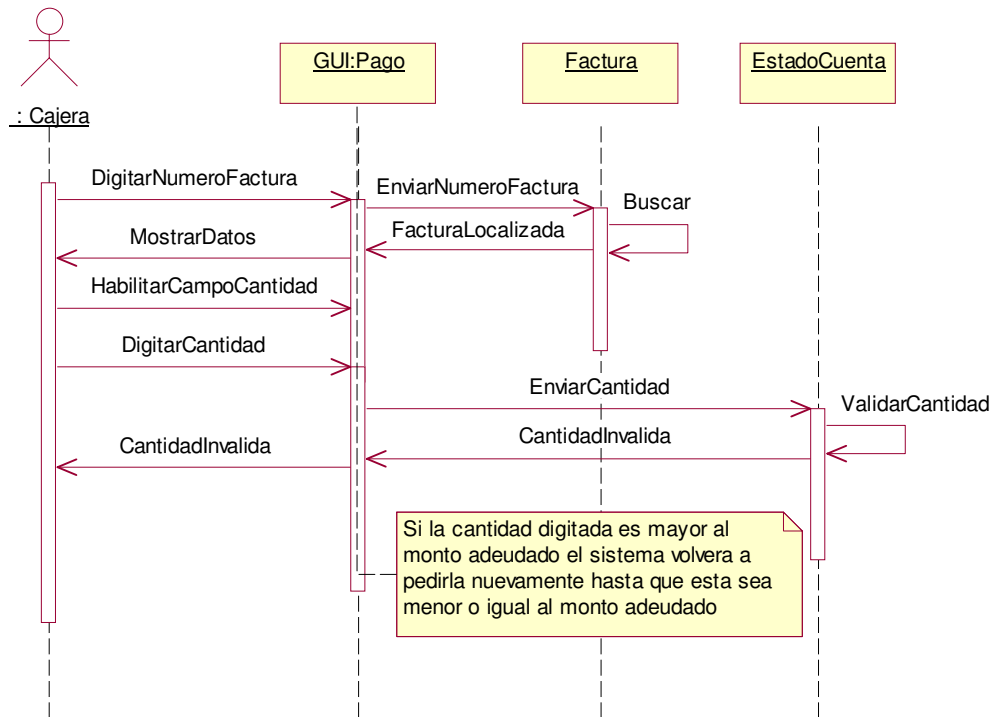 GUI:Pago
Factura
EstadoCuenta
: Cajera
DigitarNumeroFactura
EnviarNumeroFactura
Buscar
FacturaLocalizada
MostrarDatos
HabilitarCampoCantidad
DigitarCantidad
EnviarCantidad
ValidarCantidad
CantidadInvalida
CantidadInvalida
Si la cantidad digitada es mayor al
monto adeudado el sistema volvera a
pedirla nuevamente hasta que esta sea
menor o igual al monto adeudado